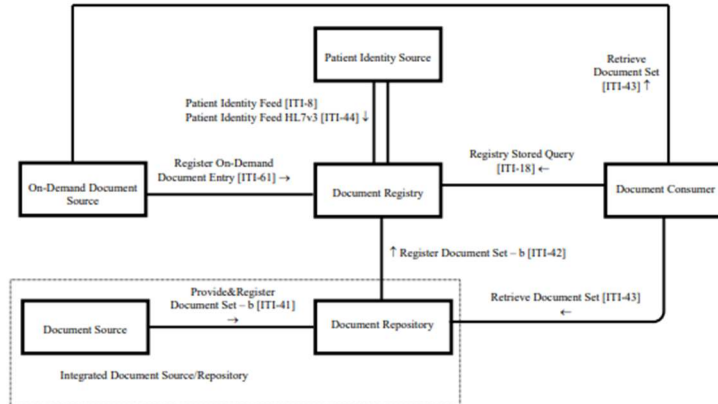 Patient Identity Source
Retrieve
Document Set
[ITI-43] ↑
Patient Identity Feed [ITI-8]
Patient Identity Feed HL7v3 [ITI-44] ↓
Register On-Demand
Document Entry [ITI-61] →
Registry Stored Query
[ITI-18] ←
On-Demand Document
Source
Document Registry
Document Consumer
↑ Register Document Set – b [ITI-42]
Provide&Register
Document Set – b [ITI-41]
→
Retrieve Document Set [ITI-43]
←
Document Source
Document Repository
Integrated Document Source/Repository